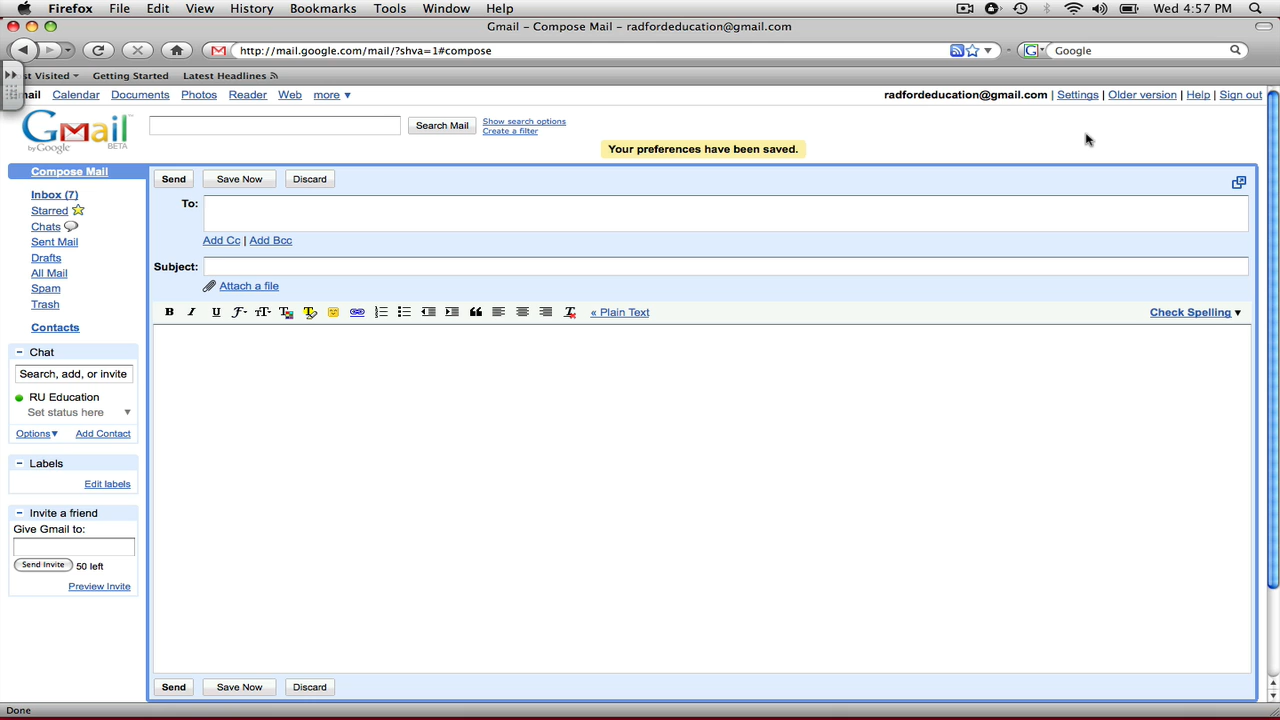 Firefox File Edit View History Bookmarks Tools Window Help Wed 4:57 PM
Gmail - Compose Mail - radfordeducation@gmail.com
http://mail.google.com/mail/?shva=1#compose Google
st Visited Getting Started Latest Headlines
mail Calendar Documents Photos Reader Web more ▼ radfordeducation@gmail.com | Settings | Older version | Help | Sign out
Gmail by Google BETA Search Mail Show search options
Create a filter
Your preferences have been saved.
Compose Mail
Send Save Now Discard
Inbox (7)
To:
Starred
Chats
Sent Mail
Add Cc | Add Bcc
Drafts
Subject:
All Mail
Spam
Attach a file
Trash
B I U « Plain Text Check Spelling ▼
Contacts
Chat
Search, add, or invite
RU Education
Set status here
Options▼ Add Contact
Labels
Edit labels
Invite a friend
Give Gmail to:
Send Invite 50 left
Preview Invite
Send Save Now Discard
Done